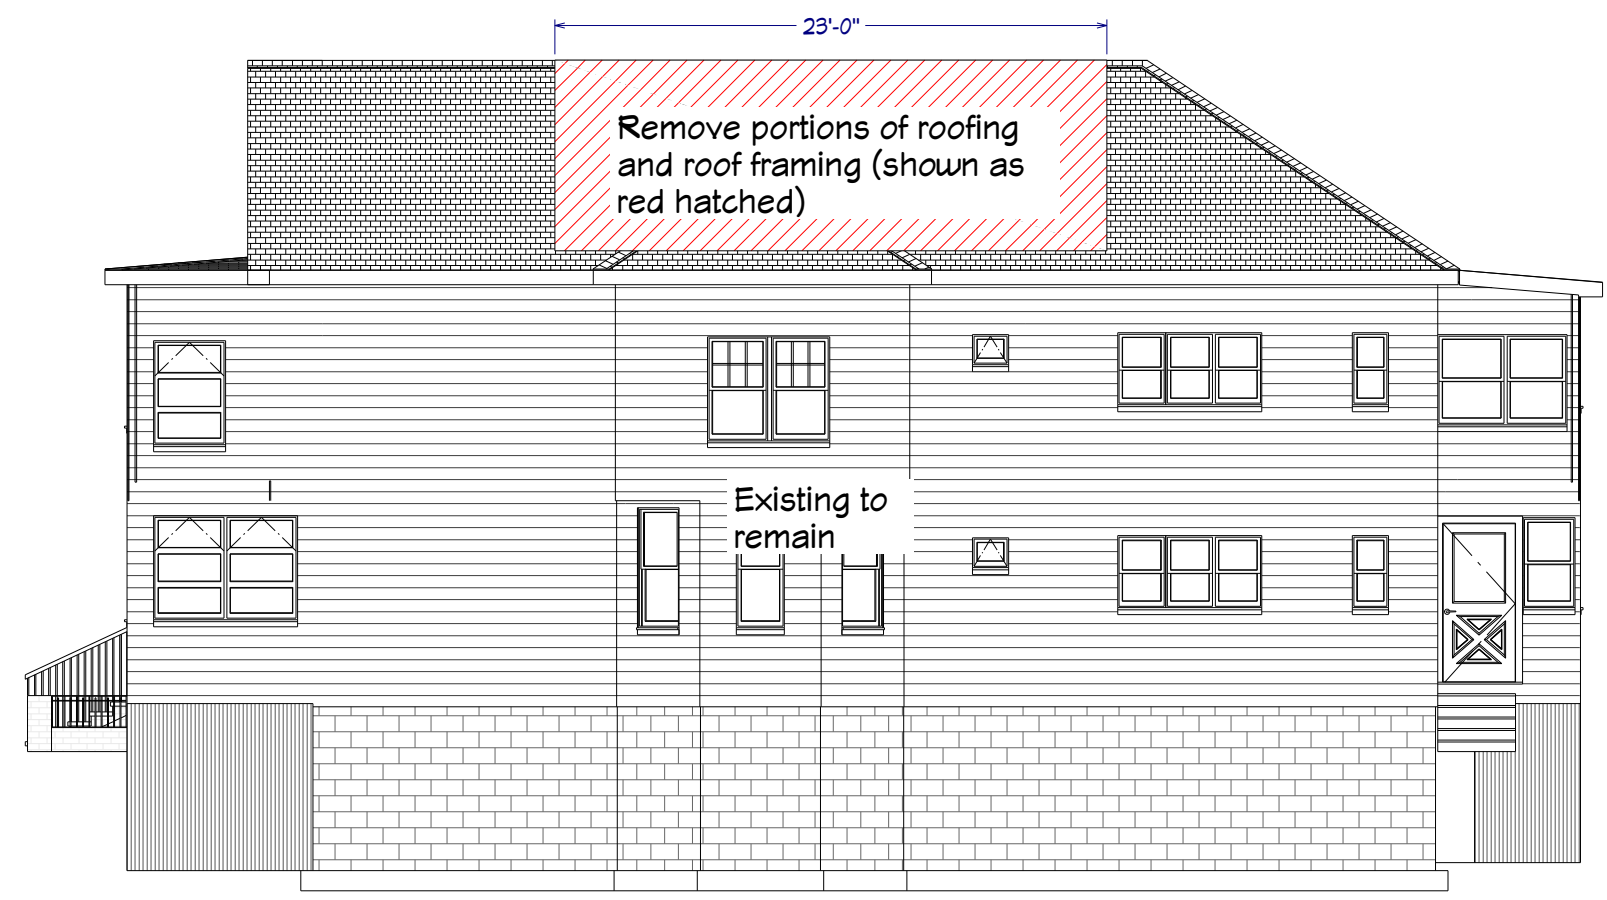 23'-0"
Remove portions of roofing
and roof framing (shown as
red hatched)
Existing to
remain